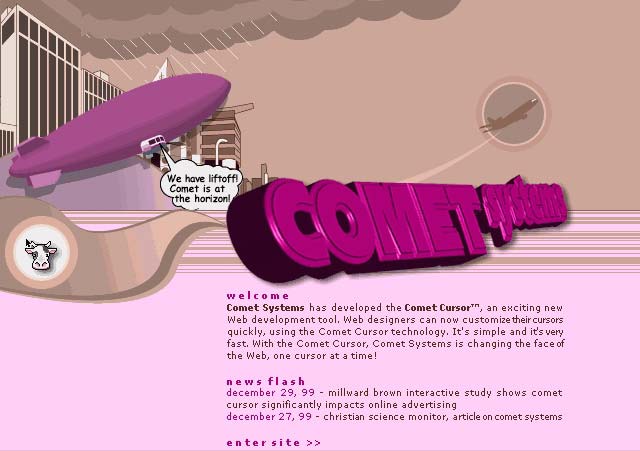 We have liftoff!
Comet is at
the horizon!
COMET systems
welcome
Comet Systems has developed the Comet Cursor™, an exciting new
Web development tool. Web designers can now customize their cursors
quickly, using the Comet Cursor technology. It's simple and it's very
fast. With the Comet Cursor, Comet Systems is changing the face of
the Web, one cursor at a time!
news flash
december 29, 99 - millward brown interactive study shows comet
cursor significantly impacts online advertising
december 27, 99 - christian science monitor, article on comet systems
enter site >>